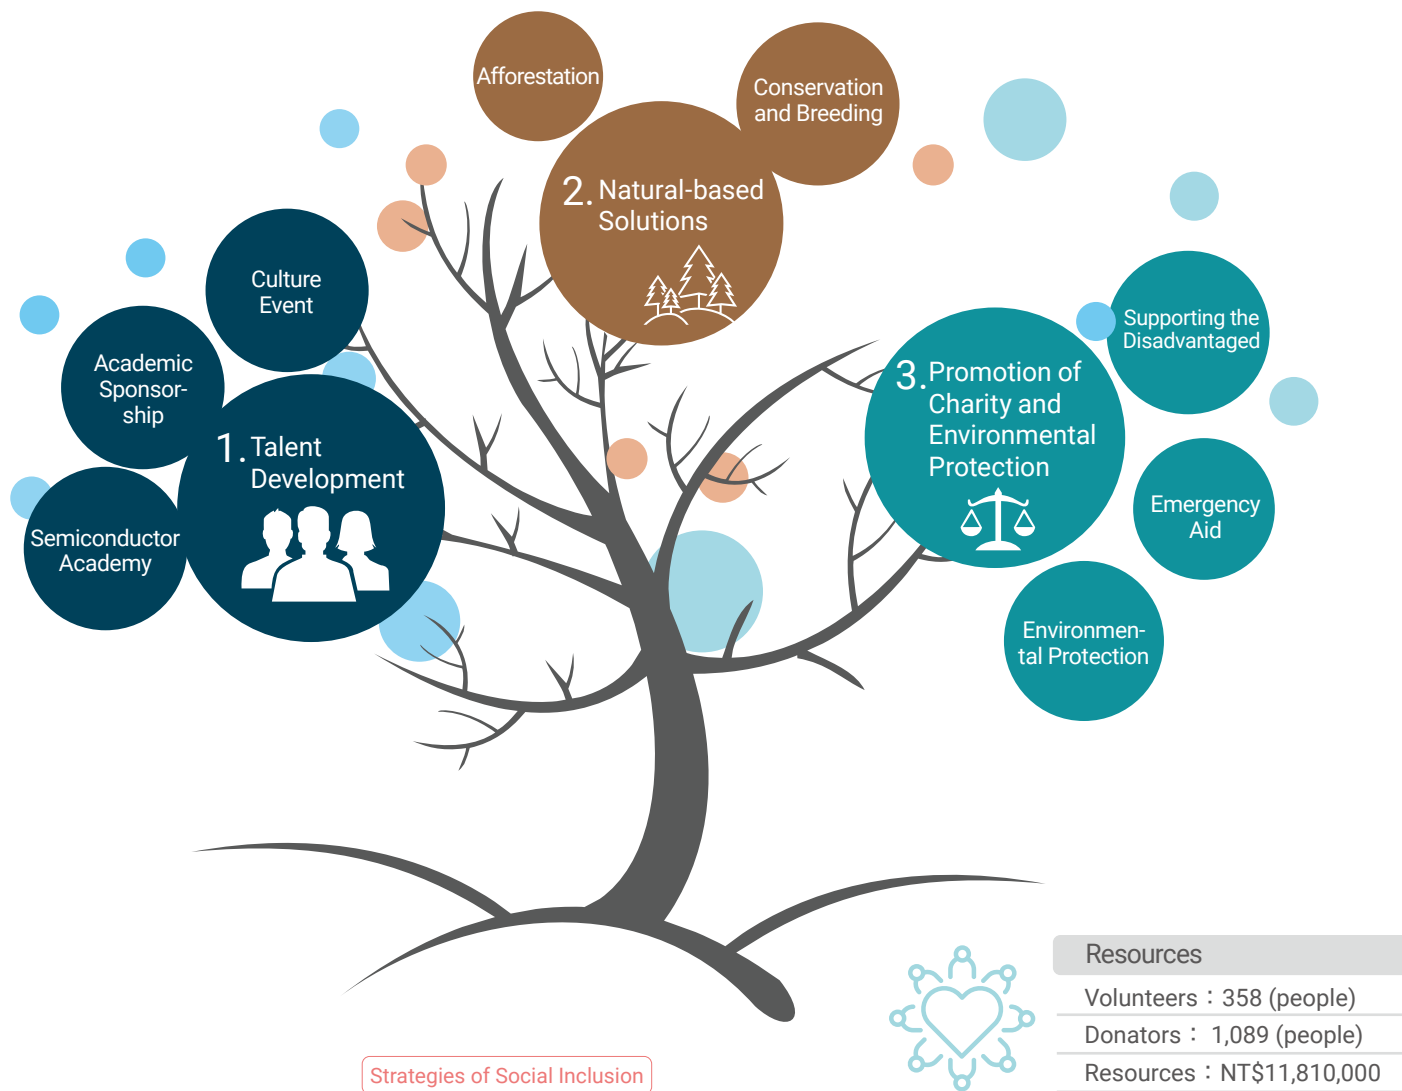 Afforestation
Conservation
and Breeding
2. Natural-based
Solutions
Culture
Event
Academic
Sponsor-
ship
1. Talent
Development
Semiconductor
Academy
Supporting the
Disadvantaged
3. Promotion of
Charity and
Environmental
Protection
Emergency
Aid
Environmen-
tal Protection
Resources
Volunteers：358 (people)
Donators： 1,089 (people)
Resources：NT$11,810,000
Strategies of Social Inclusion